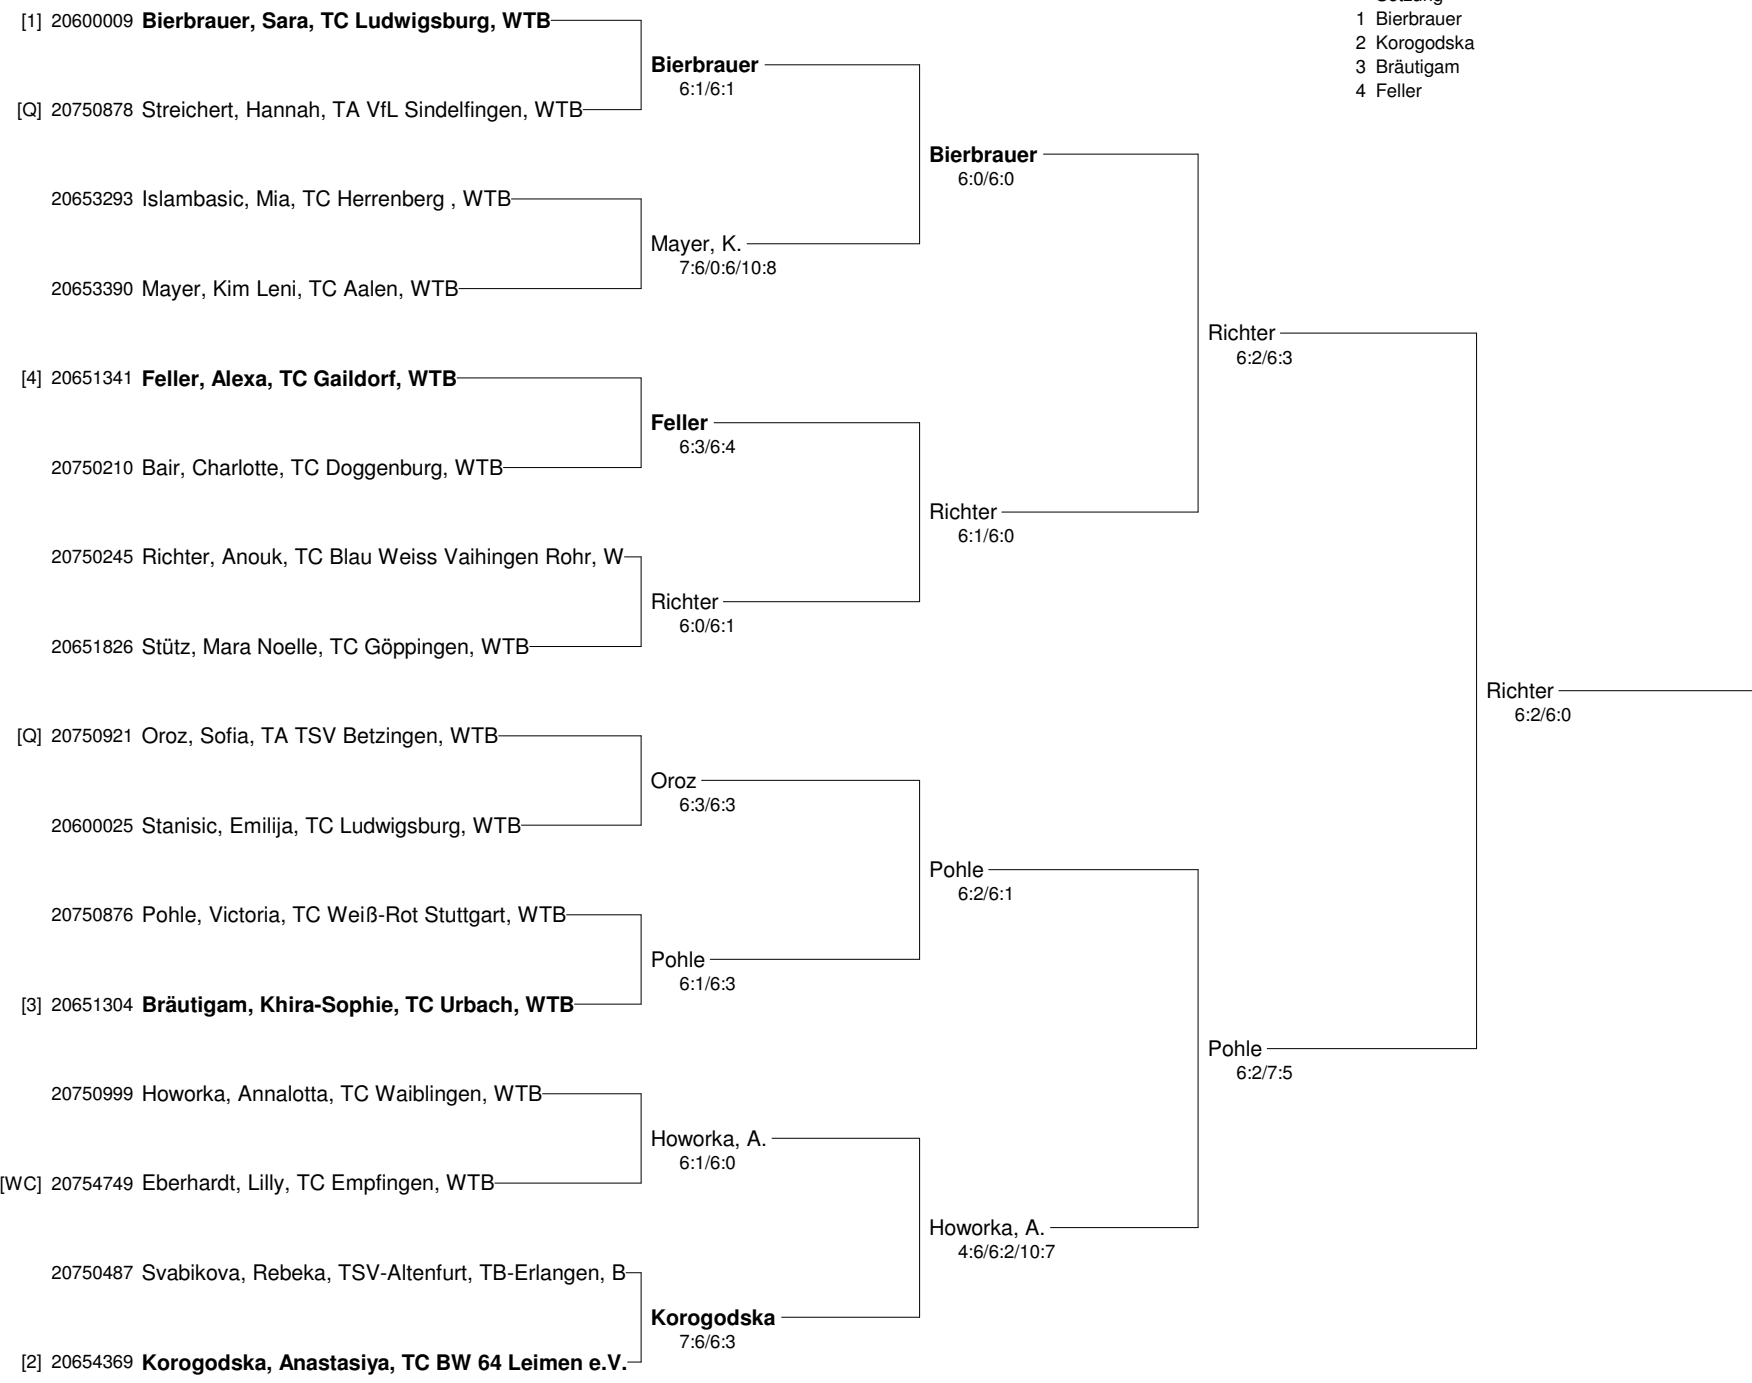 Setzung
1 Bierbrauer
2 Korogodska
3 Bräutigam
4 Feller
[1] 20600009 Bierbrauer, Sara, TC Ludwigsburg, WTB
Bierbrauer
6:1/6:1
[Q] 20750878 Streichert, Hannah, TA VfL Sindelfingen, WTB
Bierbrauer
6:0/6:0
20653293 Islambasic, Mia, TC Herrenberg , WTB
Mayer, K.
7:6/0:6/10:8
20653390 Mayer, Kim Leni, TC Aalen, WTB
Richter
6:2/6:3
[4] 20651341 Feller, Alexa, TC Gaildorf, WTB
Feller
6:3/6:4
20750210 Bair, Charlotte, TC Doggenburg, WTB
Richter
6:1/6:0
20750245 Richter, Anouk, TC Blau Weiss Vaihingen Rohr, W
Richter
6:0/6:1
20651826 Stütz, Mara Noelle, TC Göppingen, WTB
Richter
6:2/6:0
[Q] 20750921 Oroz, Sofia, TA TSV Betzingen, WTB
Oroz
6:3/6:3
20600025 Stanisic, Emilija, TC Ludwigsburg, WTB
Pohle
6:2/6:1
20750876 Pohle, Victoria, TC Weiß-Rot Stuttgart, WTB
Pohle
6:1/6:3
[3] 20651304 Bräutigam, Khira-Sophie, TC Urbach, WTB
Pohle
6:2/7:5
20750999 Howorka, Annalotta, TC Waiblingen, WTB
Howorka, A.
6:1/6:0
[WC] 20754749 Eberhardt, Lilly, TC Empfingen, WTB
Howorka, A.
4:6/6:2/10:7
20750487 Svabikova, Rebeka, TSV-Altenfurt, TB-Erlangen, B
Korogodska
7:6/6:3
[2] 20654369 Korogodska, Anastasiya, TC BW 64 Leimen e.V.